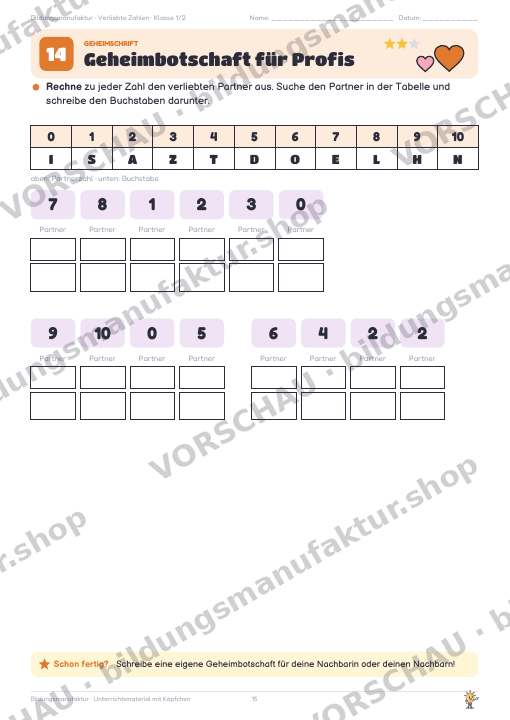 Bildungsmanufaktur · Verliebte Zahlen · Klasse 1/2 Name: Datum:
14 GEHEIMSCHRIFT
Geheimbotschaft für Profis
Rechne zu jeder Zahl den verliebten Partner aus. Suche den Partner in der Tabelle und
schreibe den Buchstaben darunter.
0 1 2 3 4 5 6 7 8 9 10
I S A Z T D O E L H N
oben: Partnerzahl · unten: Buchstabe
7 8 1 2 3 0
Partner Partner Partner Partner Partner Partner
9 10 0 5 6 4 2 2
Partner Partner Partner Partner Partner Partner Partner Partner
Schon fertig? Schreibe eine eigene Geheimbotschaft für deine Nachbarin oder deinen Nachbarn!
Bildungsmanufaktur · Unterrichtsmaterial mit Köpfchen 15
VORSCHAU · bildungsmanufaktur.shop